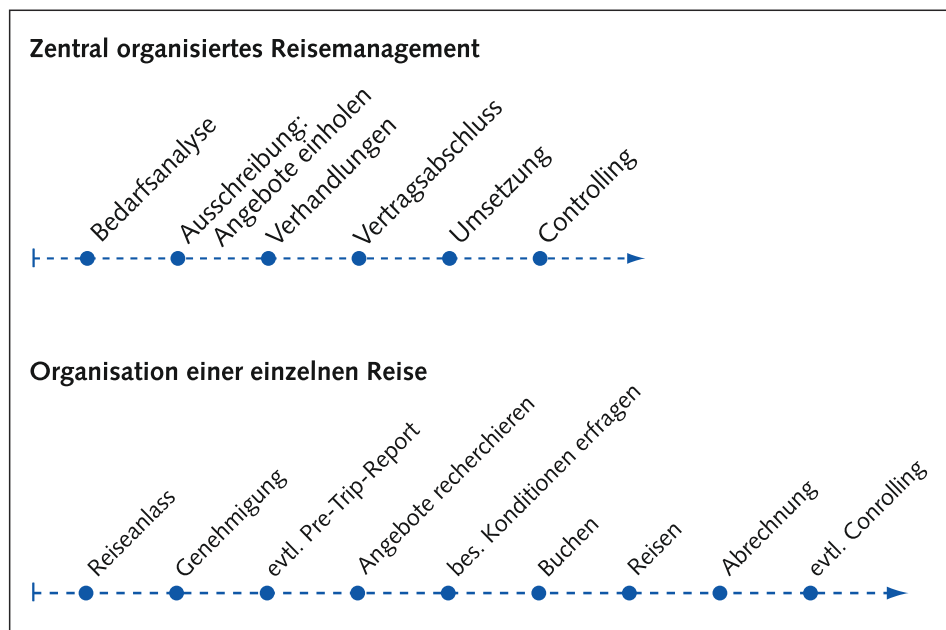 Zentral organisiertes Reisemanagement
Bedarfsanalyse
Ausschreibung:
Angebote einholen
Verhandlungen
Vertragsabschluss
Umsetzung
Controlling
Organisation einer einzelnen Reise
Reiseanlass
Genehmigung
evtl. Pre-Trip-Report
Angebote recherchieren
bes. Konditionen erfragen
Buchen
Reisen
Abrechnung
evtl. Conrolling